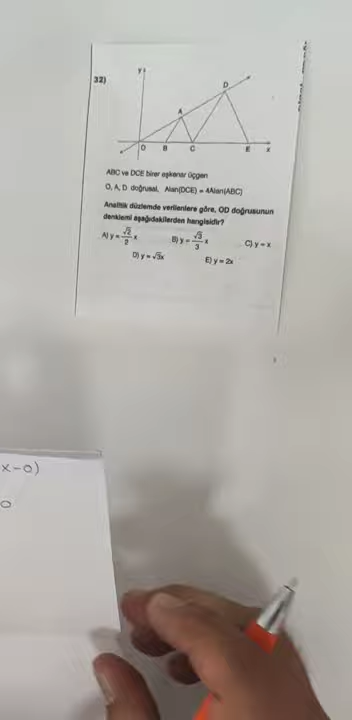 32)
y
D
A
O B C E x
ABC ve DCE birer eşkenar üçgen
O, A, D doğrusal, Alan(DCE) = 4Alan(ABC)
Analitik düzlemde verilenlere göre, OD doğrusunun
denklemi aşağıdakilerden hangisidir?
A) y = √2/2 x B) y = √3/3 x C) y = x
D) y = √3x E) y = 2x
x-0)
0